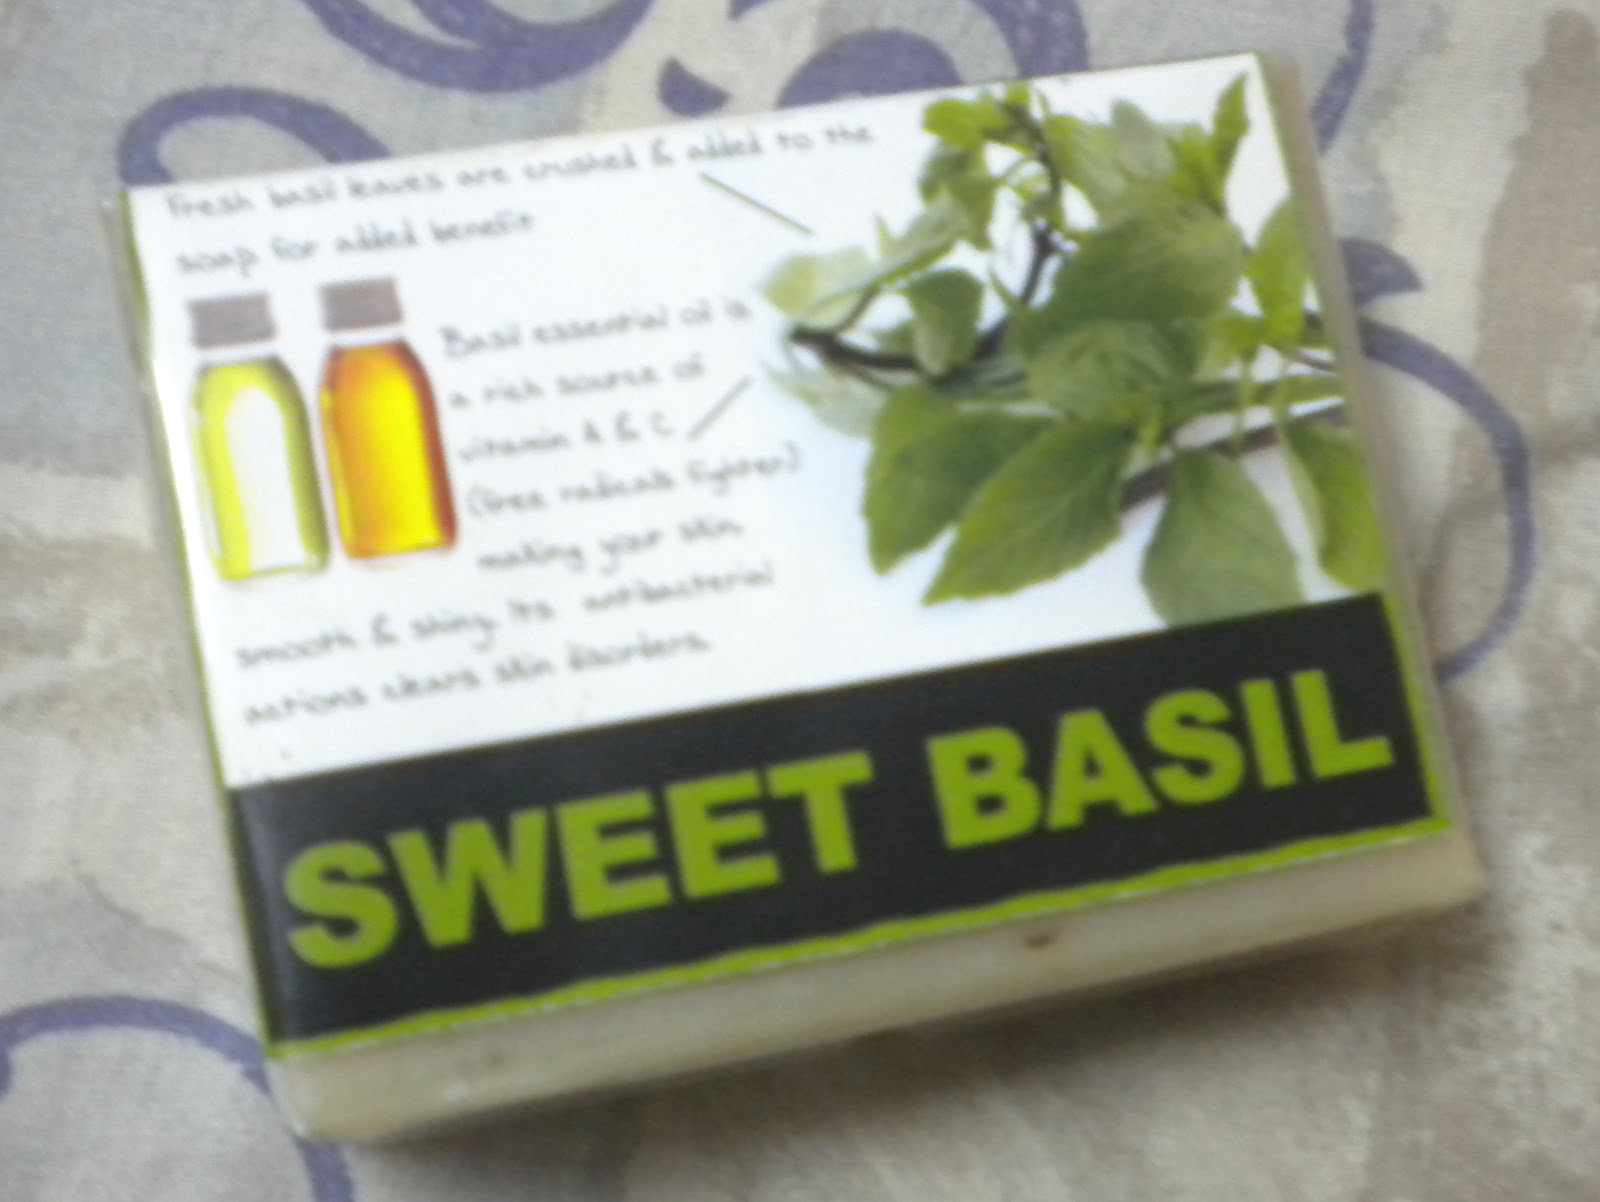 Fresh basil leaves are crushed & added to the
soap for added benefit
Basil essential oil is
a rich source of
vitamin A & C
(free radicals fighter)
making your skin
smooth & shiny. Its antibacterial
actions clears skin disorders.
SWEET BASIL